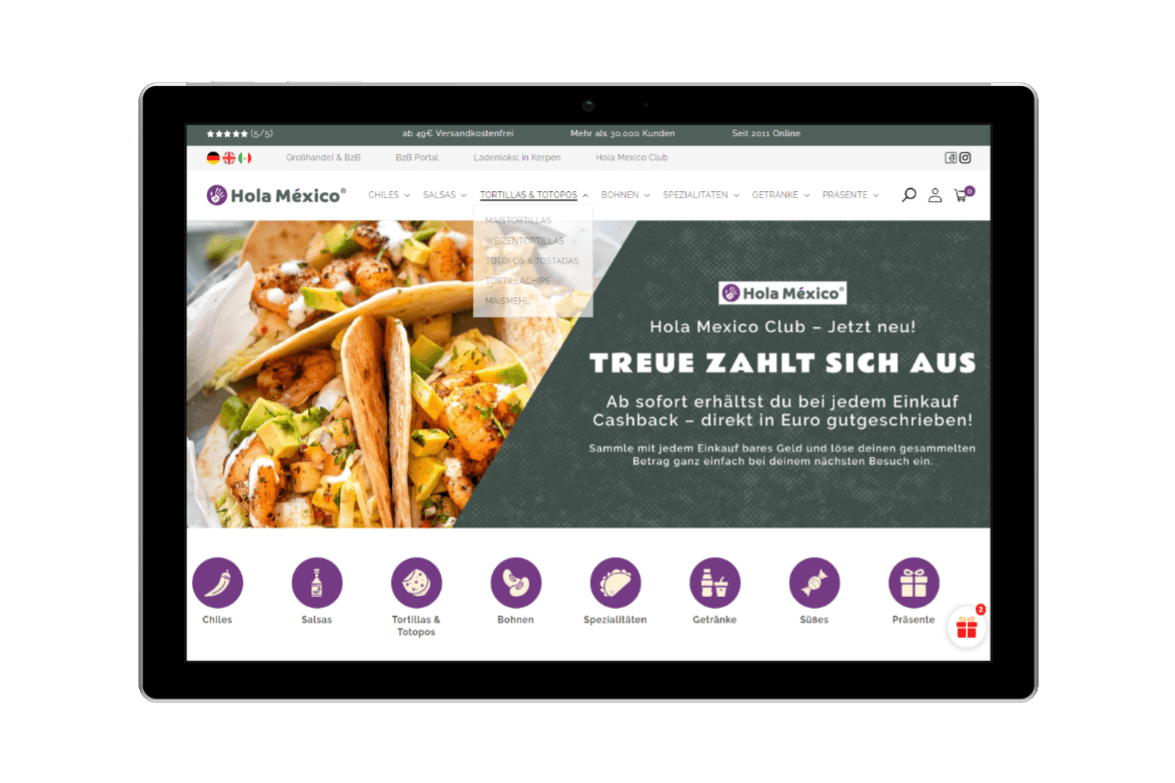 (5/5)
ab 49€ Versandkostenfrei
Mehr als 30.000 Kunden
Seit 2011 Online
Großhandel & B2B
B2B Portal
Ladenlokal in Kerpen
Hola Mexico Club
Hola México®
CHILES
SALSAS
TORTILLAS & TOTOPOS
BOHNEN
SPEZIALITÄTEN
GETRÄNKE
PRÄSENTE
0
MAISTORTILLAS
WEIZENTORTILLAS
TOTOPOS & TOSTADAS
TORTILLACHIPS
MAISMEHL
Hola México®
Hola Mexico Club – Jetzt neu!
TREUE ZAHLT SICH AUS
Ab sofort erhältst du bei jedem Einkauf
Cashback – direkt in Euro gutgeschrieben!
Sammle mit jedem Einkauf bares Geld und löse deinen gesammelten
Betrag ganz einfach bei deinem nächsten Besuch ein.
Chiles
Salsas
Tortillas &
Totopos
Bohnen
Spezialitäten
Getränke
Süßes
Präsente
2